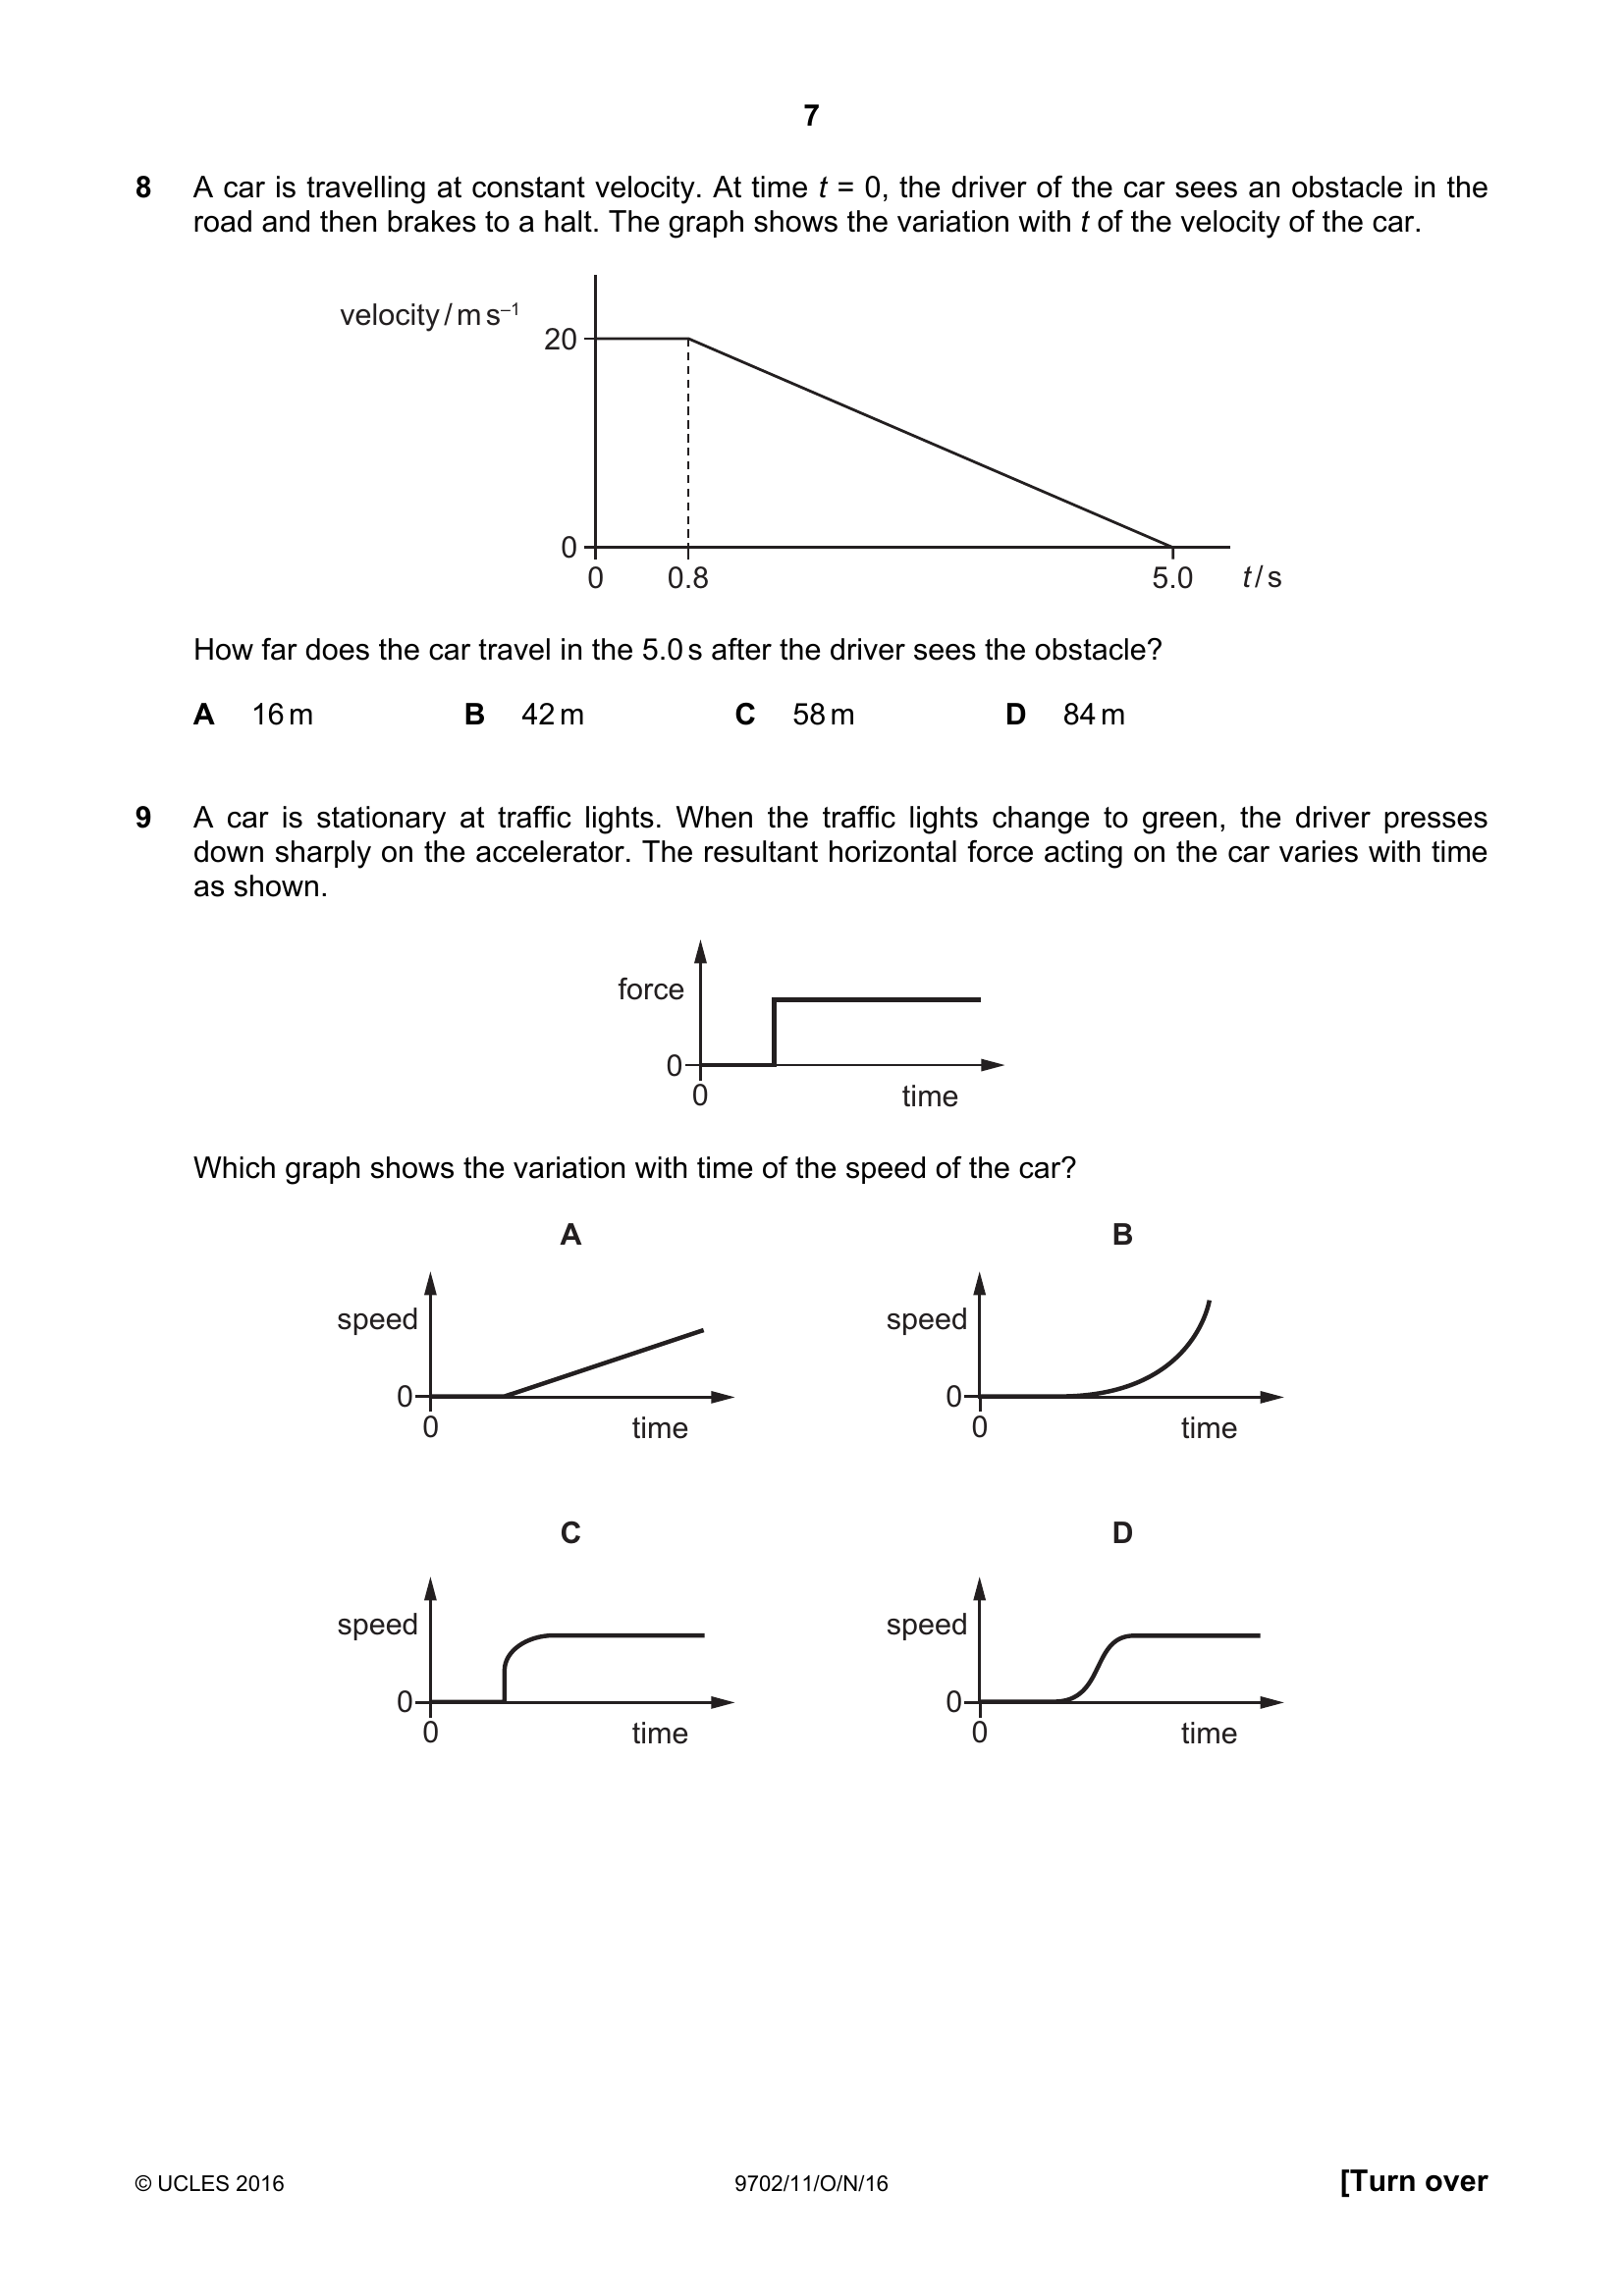 7
8 A car is travelling at constant velocity. At time t = 0, the driver of the car sees an obstacle in the
road and then brakes to a halt. The graph shows the variation with t of the velocity of the car.
velocity / m s⁻¹
20
0
0 0.8 5.0 t / s
How far does the car travel in the 5.0 s after the driver sees the obstacle?
A 16 m B 42 m C 58 m D 84 m
9 A car is stationary at traffic lights. When the traffic lights change to green, the driver presses
down sharply on the accelerator. The resultant horizontal force acting on the car varies with time
as shown.
force
0
0 time
Which graph shows the variation with time of the speed of the car?
A B
speed speed
0 0
0 time 0 time
C D
speed speed
0 0
0 time 0 time
© UCLES 2016 9702/11/O/N/16 [Turn over